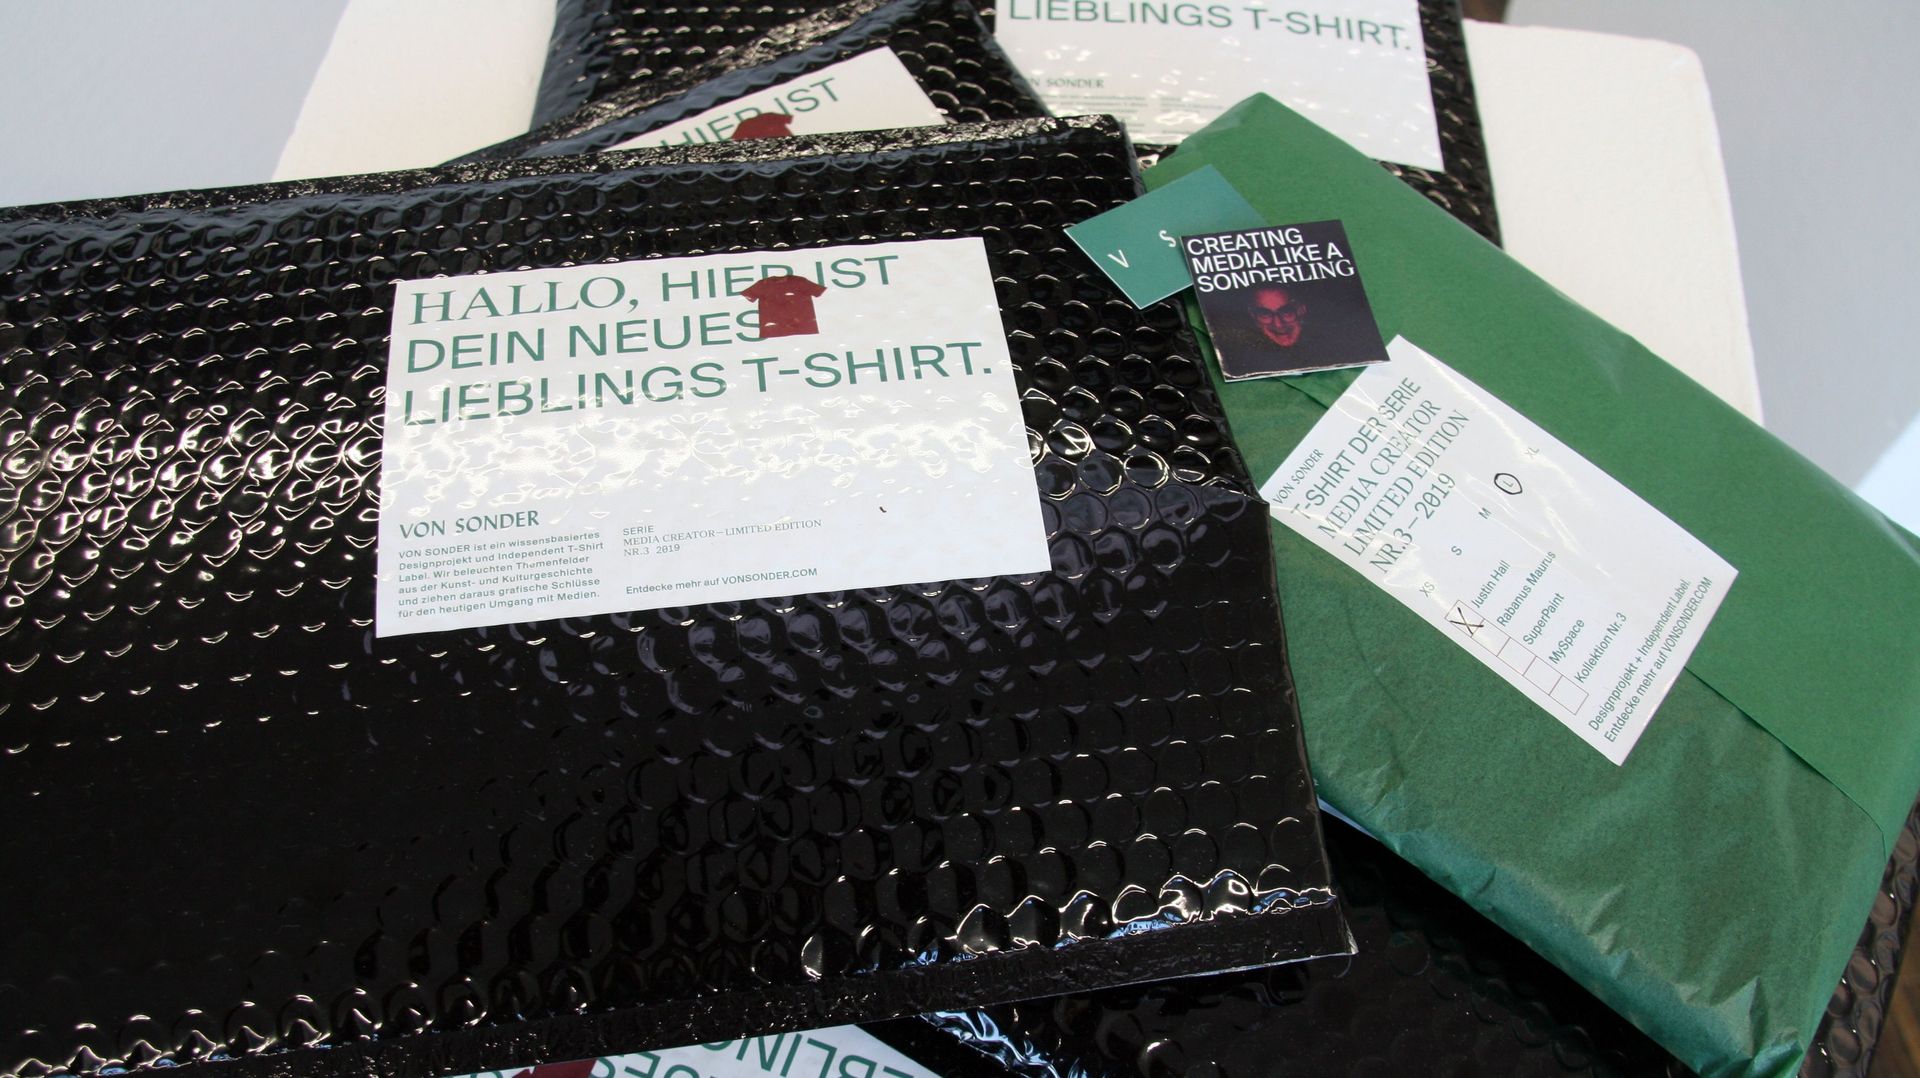 LIEBLINGS T-SHIRT.
VON SONDER
HIER IST
HALLO, HIER IST
DEIN NEUES
LIEBLINGS T-SHIRT.
VON SONDER
VON SONDER ist ein wissensbasiertes
Designprojekt und Independent T-Shirt
Label. Wir beleuchten Themenfelder
aus der Kunst- und Kulturgeschichte
und ziehen daraus grafische Schlüsse
für den heutigen Umgang mit Medien.
SERIE
MEDIA CREATOR—LIMITED EDITION
NR.3 2019
Entdecke mehr auf VONSONDER.COM
V S
CREATING
MEDIA LIKE A
SONDERLING
VON SONDER
T-SHIRT DER SERIE
MEDIA CREATOR
LIMITED EDITION
NR.3—2019
XS S M L XL
X Justin Hall
Rabanus Maurus
SuperPaint
MySpace
Kollektion Nr. 3
Designprojekt + Independent Label.
Entdecke mehr auf VONSONDER.COM